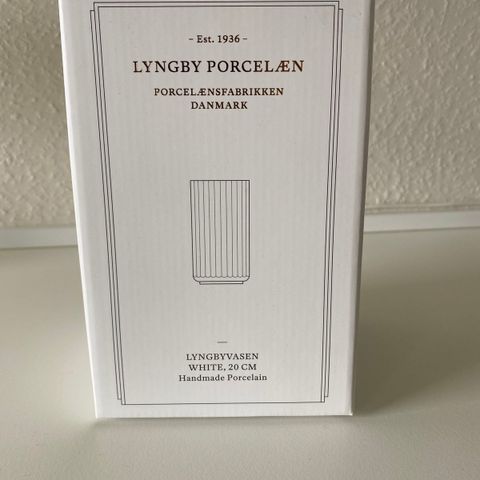 – Est. 1936 –
LYNGBY PORCELÆN
PORCELÆNSFABRIKKEN
DANMARK
LYNGBYVASEN
WHITE, 20 CM
Handmade Porcelain